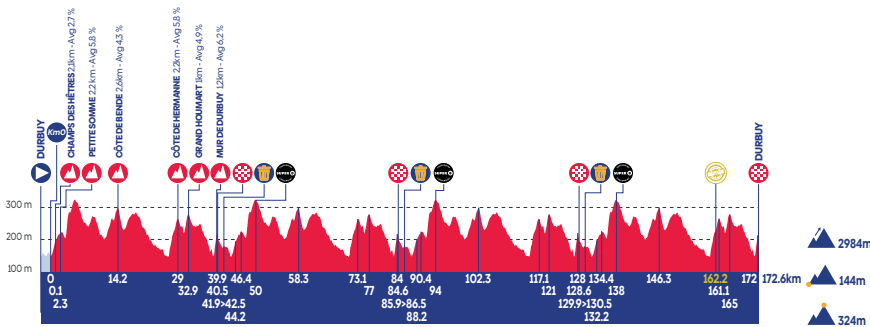 DURBUY
Km0
CHAMPS DES HÊTRES 2,1km - Avg 2,7 %
PETITE SOMME 2,2 km - Avg 5,8 %
CÔTE DE BENDE 2,6km - Avg 4,3 %
CÔTE DE HERMANNE 2,2km - Avg 5,8 %
GRAND HOUMART 1km - Avg 4,9 %
MUR DE DURBUY 1,2km - Avg 6,2 %
DURBUY
SUPER
SUPER
SUPER
300 m
200 m
100 m
0 14.2 29 39.9 46.4 58.3 73.1 84 90.4 102.3 117.1 128 134.4 146.3 162.2 172 172.6km
0.1 32.9 40.5 50 77 84.6 94 121 128.6 138 161.1
2.3 41.9>42.5 85.9>86.5 129.9>130.5 165
44.2 88.2 132.2
2984m
144m
324m